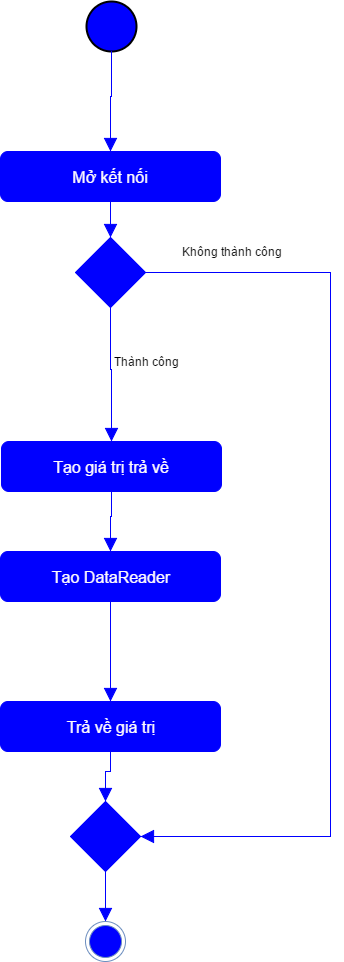 Mở kết nối
Không thành công
Thành công
Tạo giá trị trả về
Tạo DataReader
Trả về giá trị